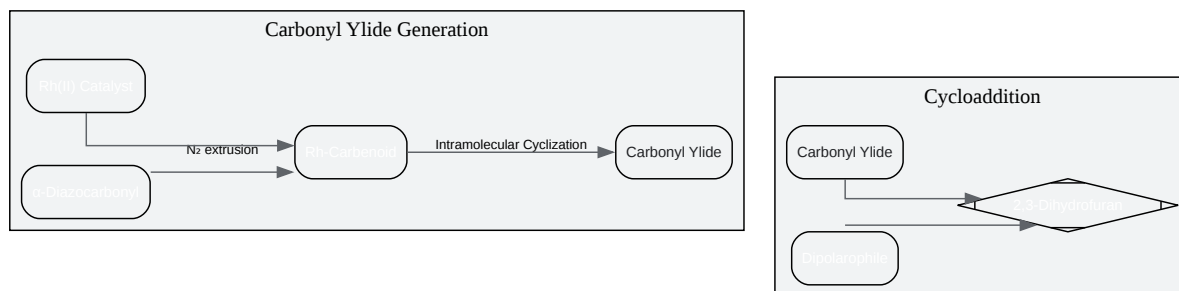 Carbonyl Ylide Generation
Rh(II) Catalyst
N₂ extrusion
α-Diazocarbonyl
Rh-Carbenoid
Intramolecular Cyclization
Carbonyl Ylide
Cycloaddition
Carbonyl Ylide
2,3-Dihydrofuran
Dipolarophile